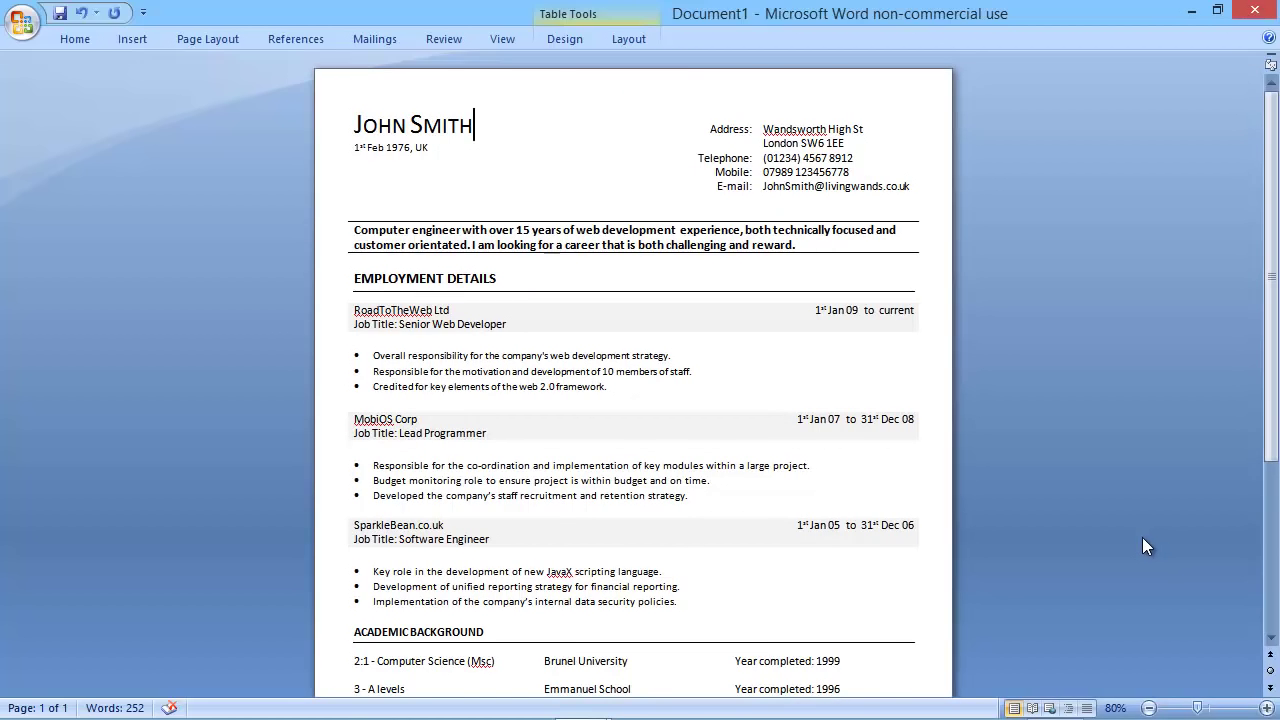 Table Tools
Document1 - Microsoft Word non-commercial use
Home Insert Page Layout References Mailings Review View Design Layout
JOHN SMITH
1st Feb 1976, UK
Address: Wandsworth High St
London SW6 1EE
Telephone: (01234) 4567 8912
Mobile: 07989 123456778
E-mail: JohnSmith@livingwands.co.uk
Computer engineer with over 15 years of web development experience, both technically focused and
customer orientated. I am looking for a career that is both challenging and reward.
EMPLOYMENT DETAILS
RoadToTheWeb Ltd 1st Jan 09 to current
Job Title: Senior Web Developer
• Overall responsibility for the company's web development strategy.
• Responsible for the motivation and development of 10 members of staff.
• Credited for key elements of the web 2.0 framework.
MobiOS Corp 1st Jan 07 to 31st Dec 08
Job Title: Lead Programmer
• Responsible for the co-ordination and implementation of key modules within a large project.
• Budget monitoring role to ensure project is within budget and on time.
• Developed the company's staff recruitment and retention strategy.
SparkleBean.co.uk 1st Jan 05 to 31st Dec 06
Job Title: Software Engineer
• Key role in the development of new JavaX scripting language.
• Development of unified reporting strategy for financial reporting.
• Implementation of the company's internal data security policies.
ACADEMIC BACKGROUND
2:1 - Computer Science (Msc) Brunel University Year completed: 1999
3 - A levels Emmanuel School Year completed: 1996
Page: 1 of 1 Words: 252 80%